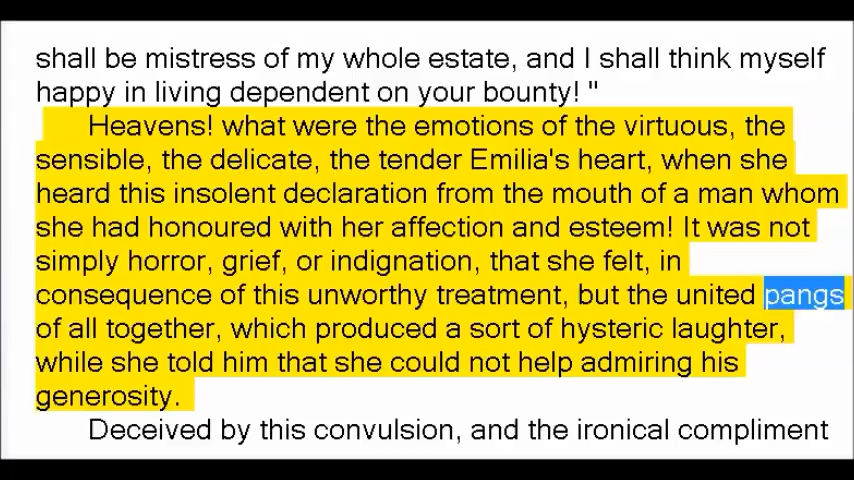 shall be mistress of my whole estate, and I shall think myself
happy in living dependent on your bounty! "
Heavens! what were the emotions of the virtuous, the
sensible, the delicate, the tender Emilia's heart, when she
heard this insolent declaration from the mouth of a man whom
she had honoured with her affection and esteem! It was not
simply horror, grief, or indignation, that she felt, in
consequence of this unworthy treatment, but the united pangs
of all together, which produced a sort of hysteric laughter,
while she told him that she could not help admiring his
generosity.
Deceived by this convulsion, and the ironical compliment